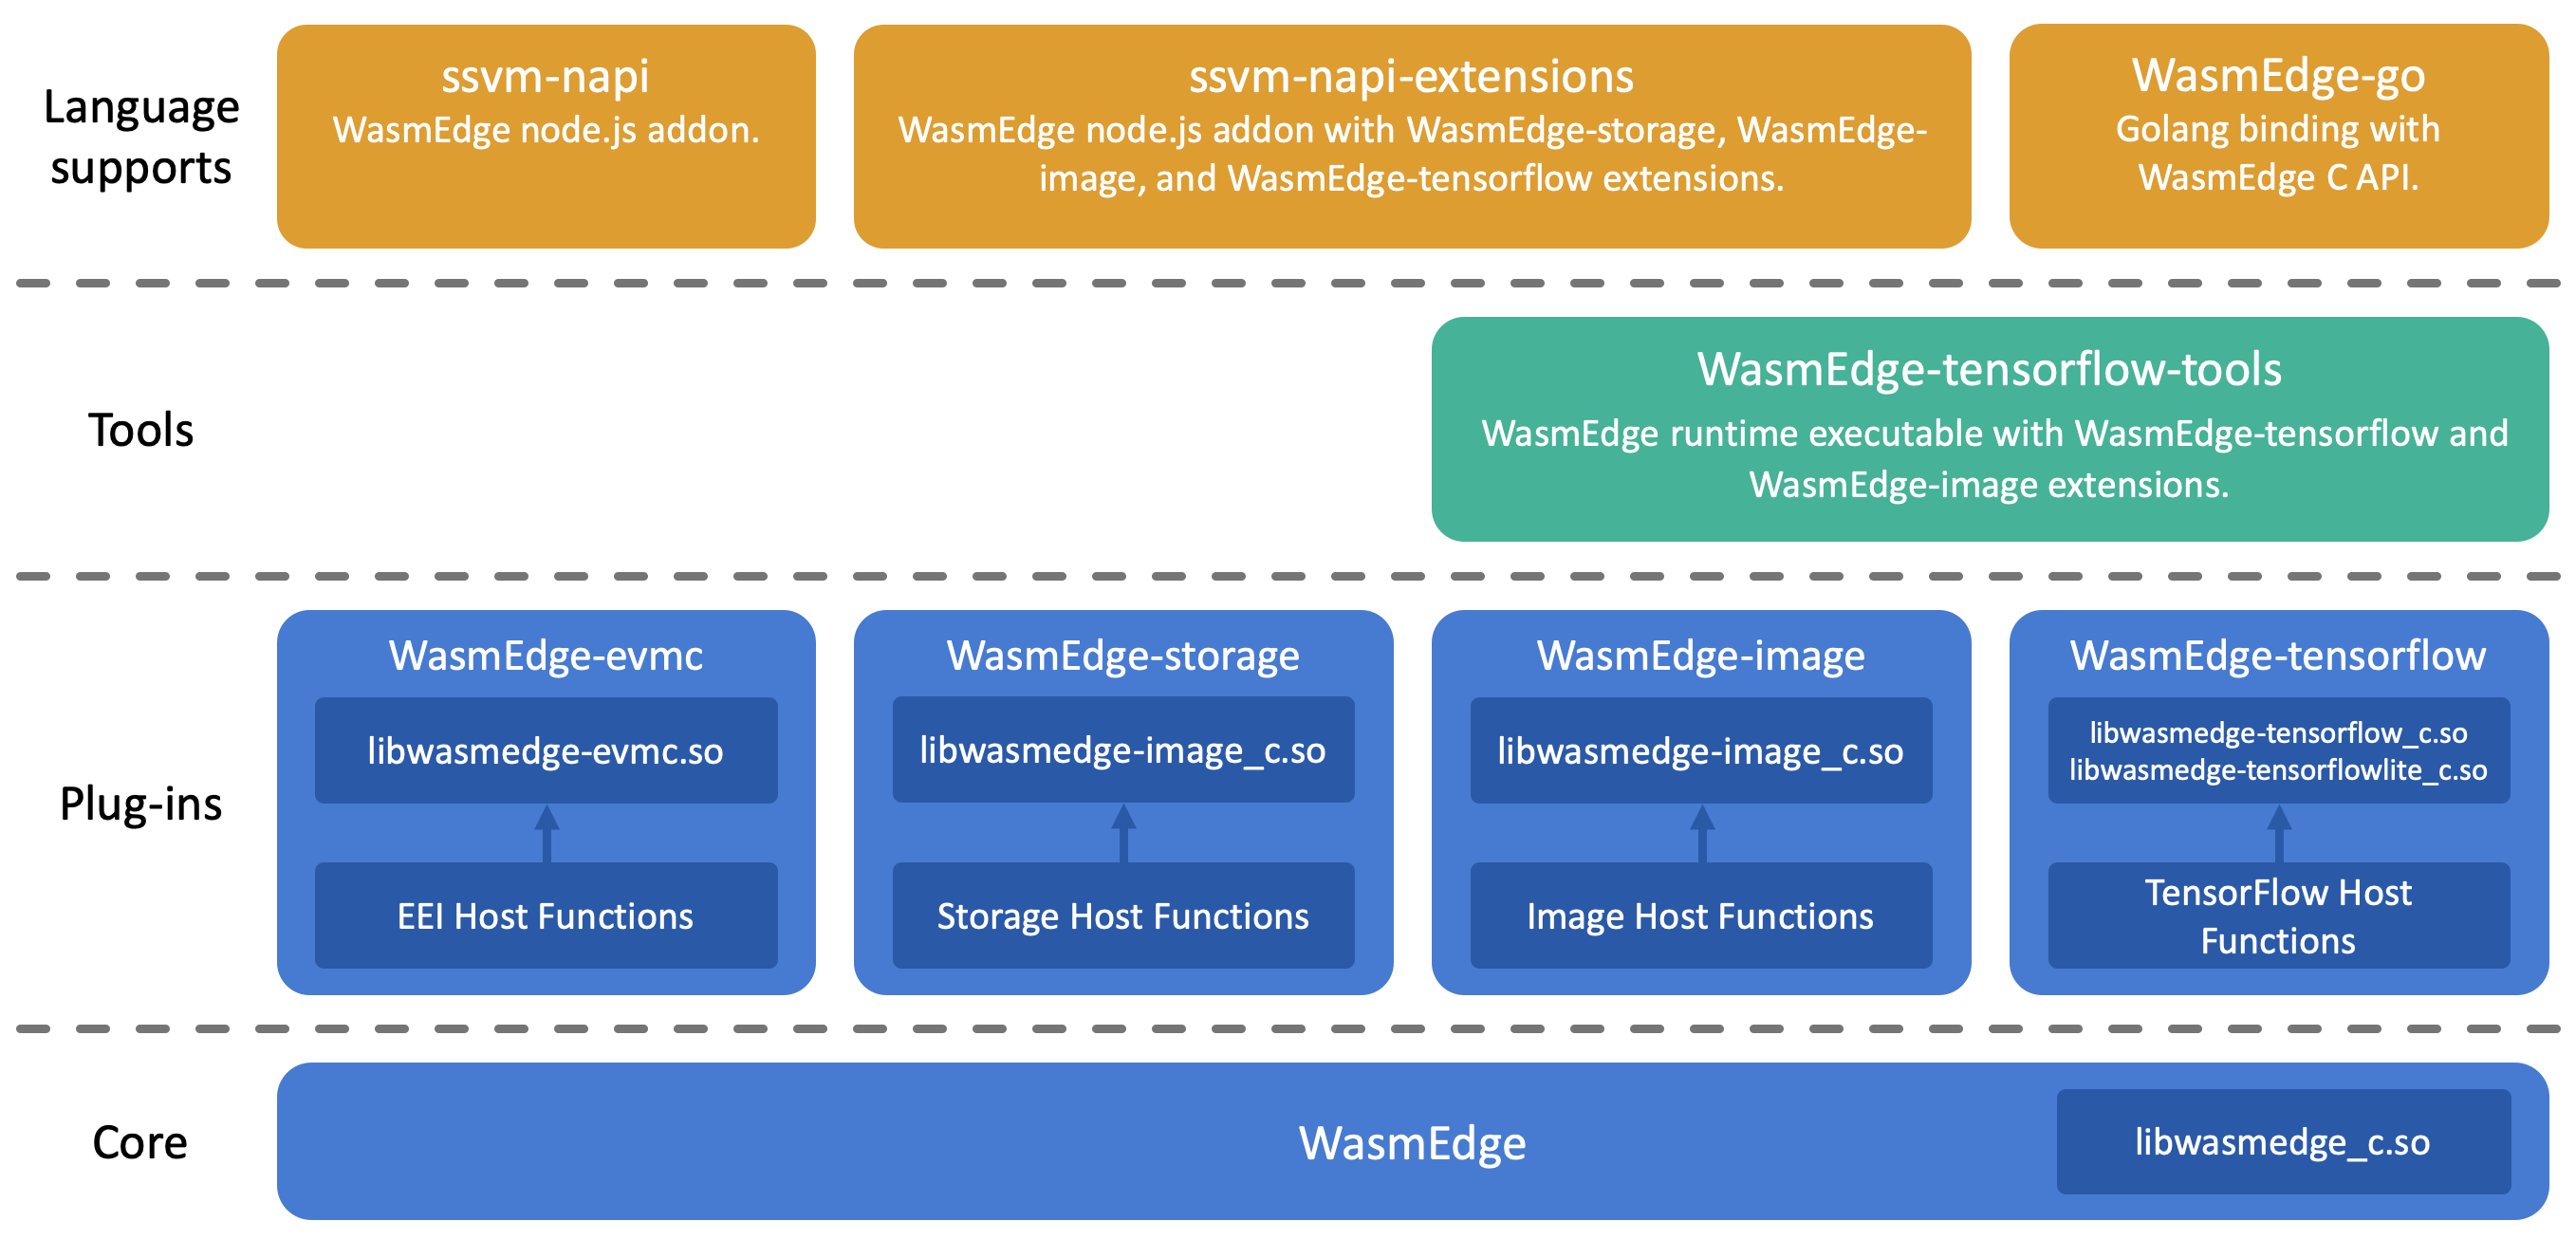 Language
supports
ssvm-napi
WasmEdge node.js addon.
ssvm-napi-extensions
WasmEdge node.js addon with WasmEdge-storage, WasmEdge-
image, and WasmEdge-tensorflow extensions.
WasmEdge-go
Golang binding with
WasmEdge C API.
Tools
WasmEdge-tensorflow-tools
WasmEdge runtime executable with WasmEdge-tensorflow and
WasmEdge-image extensions.
Plug-ins
WasmEdge-evmc
libwasmedge-evmc.so
EEI Host Functions
WasmEdge-storage
libwasmedge-image_c.so
Storage Host Functions
WasmEdge-image
libwasmedge-image_c.so
Image Host Functions
WasmEdge-tensorflow
libwasmedge-tensorflow_c.so
libwasmedge-tensorflowlite_c.so
TensorFlow Host
Functions
Core
WasmEdge
libwasmedge_c.so